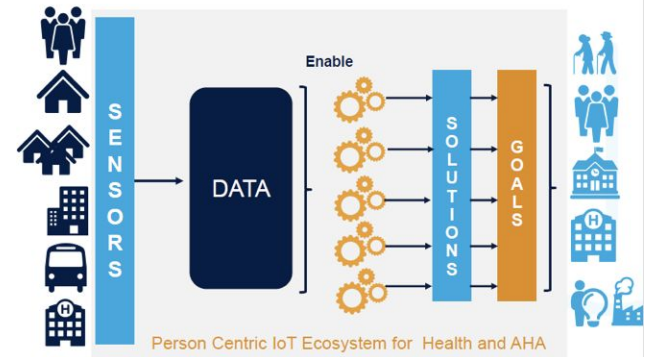 Enable
SENSORS
DATA
SOLUTIONS
GOALS
H
H
Person Centric IoT Ecosystem for Health and AHA